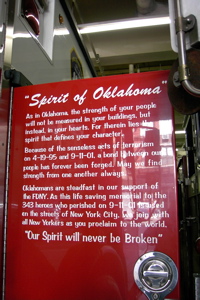 "Spirit of Oklahoma"
As in Oklahoma, the strength of your people
will not be measured in your buildings, but
instead, in your hearts. For therein lies the
spirit that defines your character.
Because of the senseless acts of terrorism
on 4-19-95 and 9-11-01, a bond between our
people has forever been forged. May we find
strength from one another always.
Oklahomans are steadfast in our support of
the FDNY. As this life saving memorial to the
343 heroes who perished on 9-11-01
on the streets of New York City, we join with
all New Yorkers as you proclaim to the world,
"Our Spirit will never be Broken"